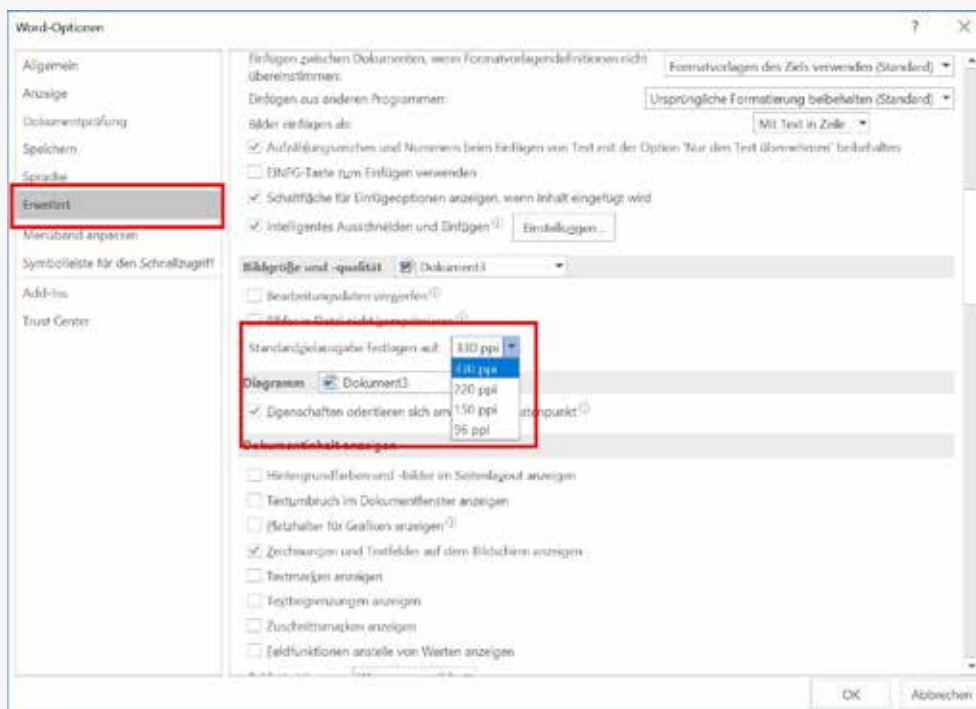 Word-Optionen
Allgemein
Anzeige
Dokumentprüfung
Speichern
Sprache
Erweitert
Menüband anpassen
Symbolleiste für den Schnellzugriff
Add-Ins
Trust Center
Einfügen zwischen Dokumenten, wenn Formatvorlagendefinitionen nicht
übereinstimmen: Formatvorlagen des Ziels verwenden (Standard)
Einfügen aus anderen Programmen: Ursprüngliche Formatierung beibehalten (Standard)
Bilder einfügen als: Mit Text in Zeile
Aufzählungszeichen und Nummern beim Einfügen von Text mit der Option 'Nur den Text übernehmen' beibehalten
EINFG-Taste zum Einfügen verwenden
Schaltfläche für Einfügeoptionen anzeigen, wenn Inhalt eingefügt wird
Intelligentes Ausschneiden und Einfügen Einstellungen...
Bildgröße und -qualität Dokument3
Bearbeitungsdaten verwerfen
Bilder in Datei nicht komprimieren
Standardzielausgabe festlegen auf: 330 ppi
330 ppi
Diagramm Dokument3
220 ppi
Eigenschaften orientieren sich am tenpunkt
150 ppi
96 ppi
Dokumentinhalt anzeigen
Hintergrundfarben und -bilder im Seitenlayout anzeigen
Textumbruch im Dokumentfenster anzeigen
Platzhalter für Grafiken anzeigen
Zeichnungen und Textfelder auf dem Bildschirm anzeigen
Textmarken anzeigen
Textbegrenzungen anzeigen
Zuschnittsmarken anzeigen
Feldfunktionen anstelle von Werten anzeigen
OK Abbrechen